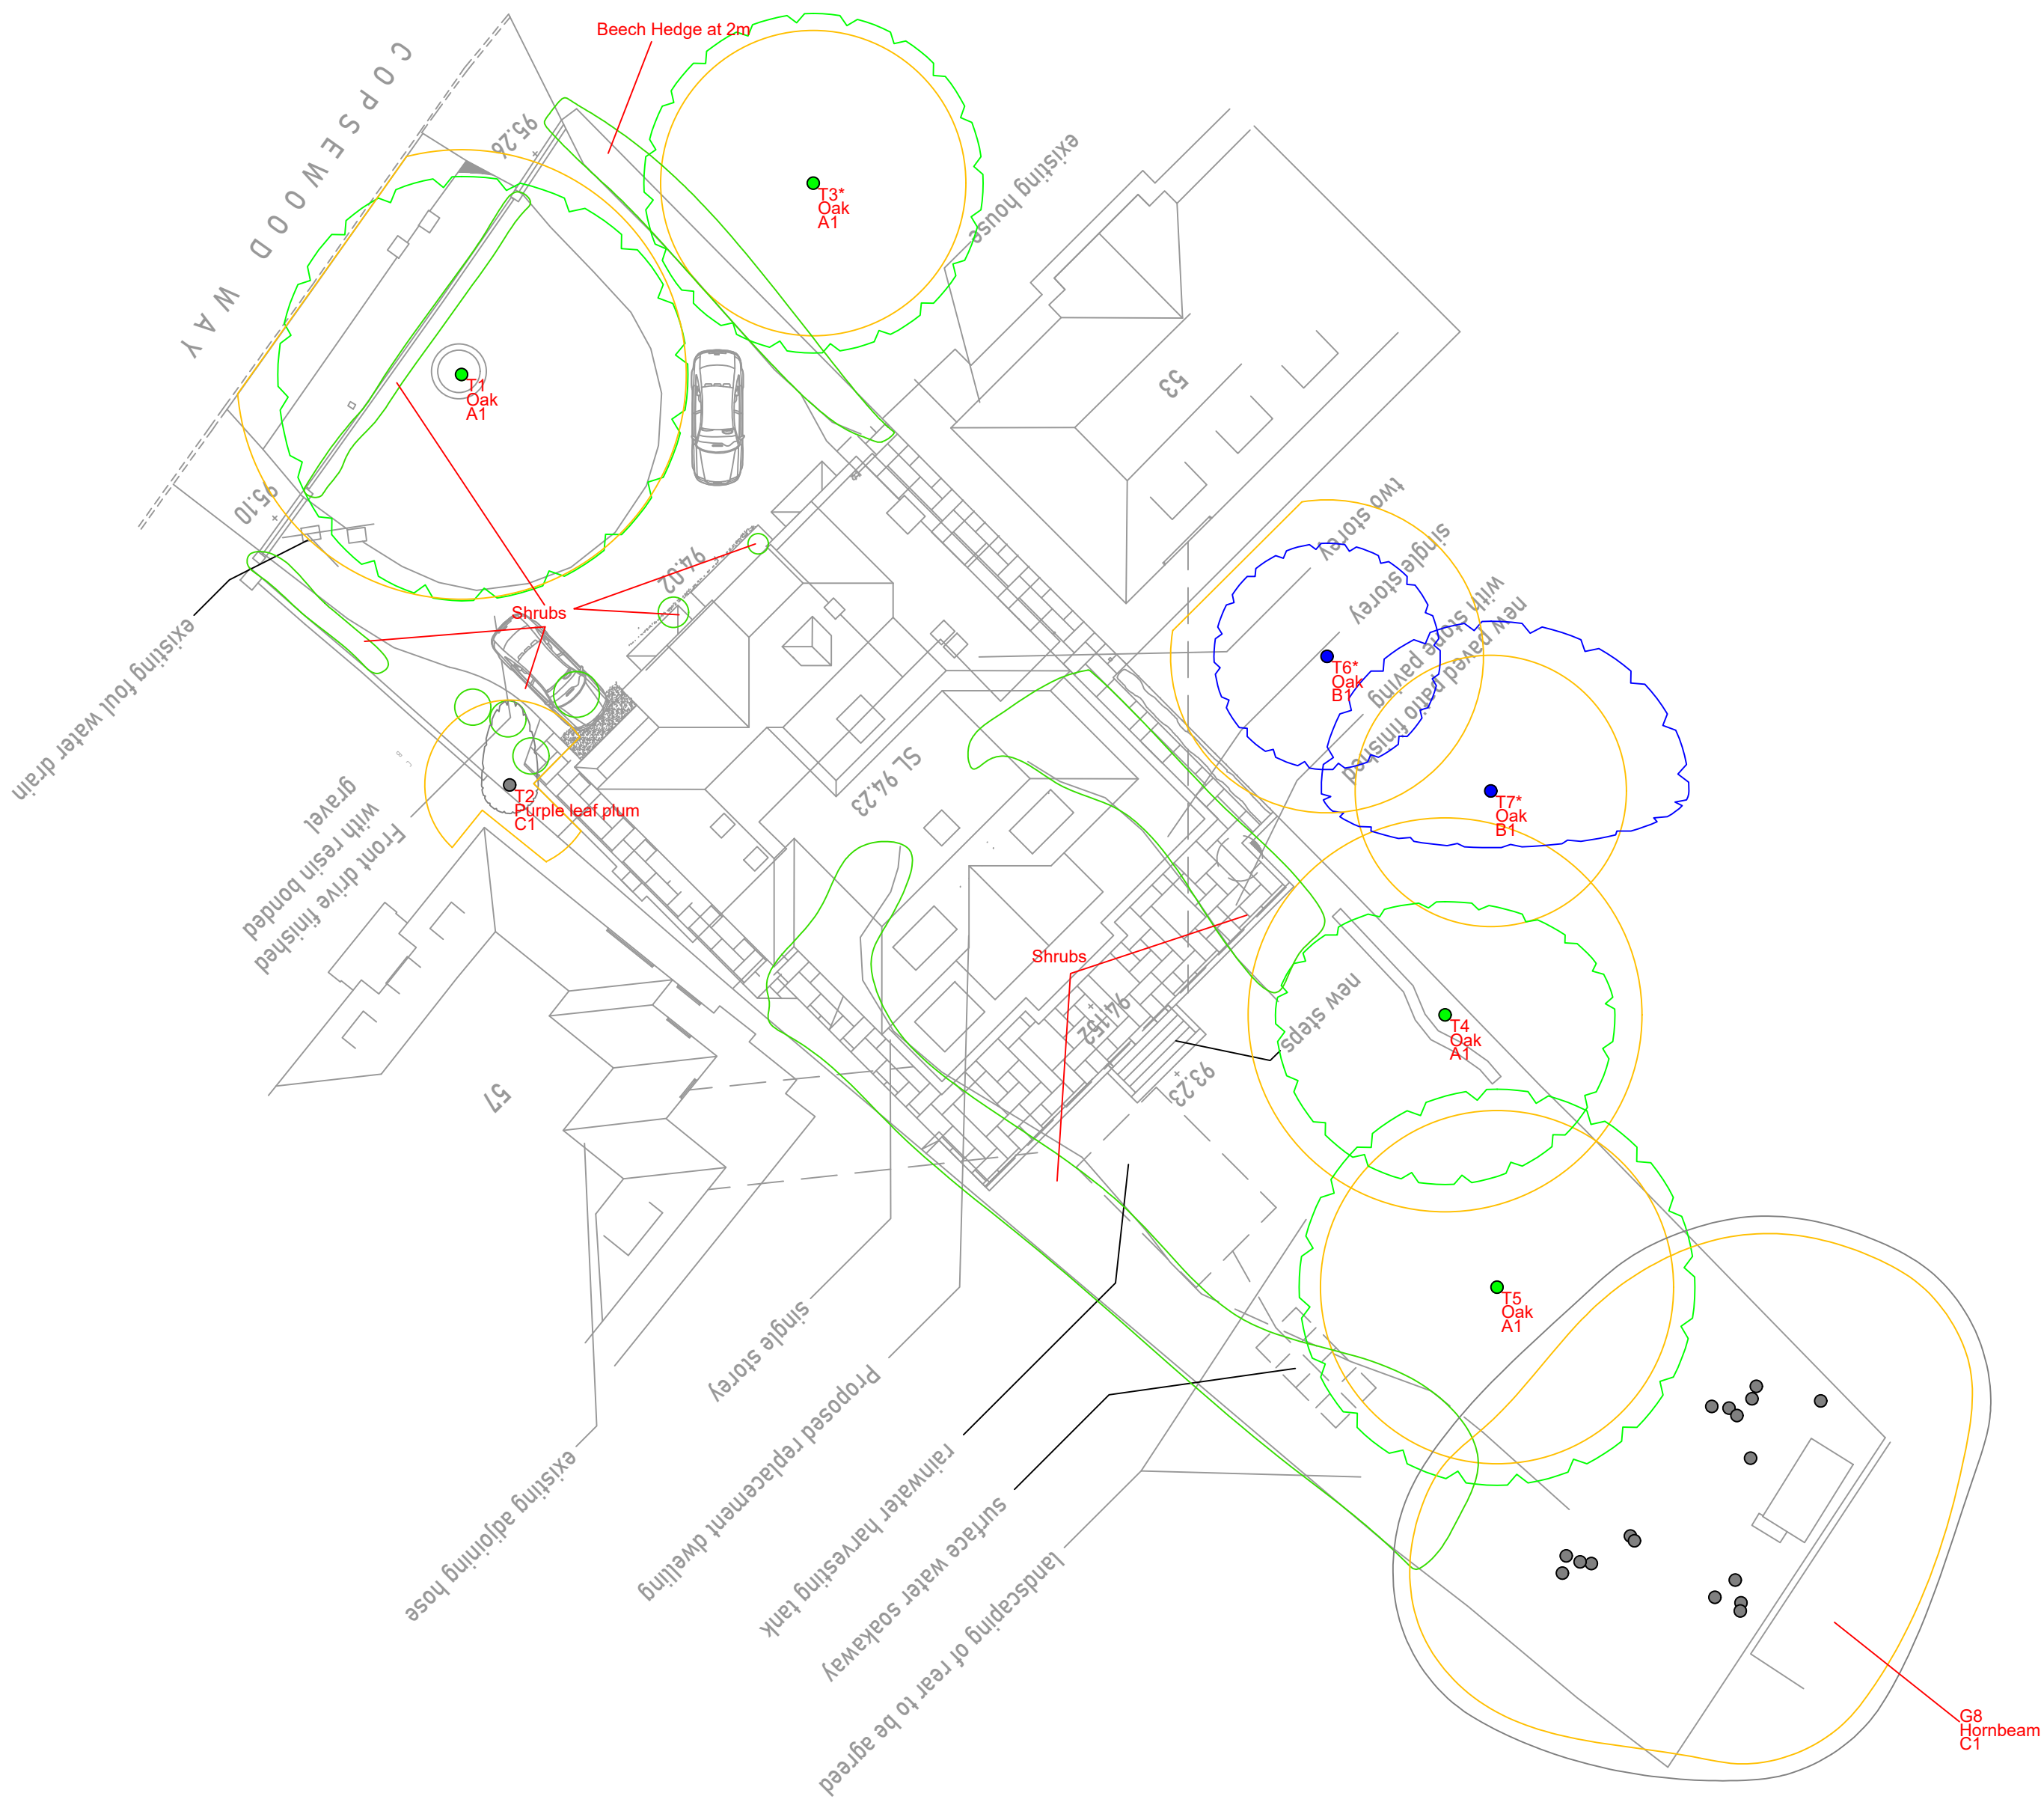 Beech Hedge at 2m
COPSEWOOD WAY
95.26
T3*
Oak
A1
existing house
53
T1
Oak
A1
95.10
94.02
Shrubs
existing foul water
drain
two storey
single storey
new paved patio finished
with stone paving
T6*
Oak
B1
T7*
Oak
B1
SL 94.23
T2
Purple leaf plum
C1
Front drive finished
with resin bonded
gravel
Shrubs
94.152
new steps
93.23
T4
Oak
A1
57
T5
Oak
A1
single storey
Proposed replacement dwelling
existing adjoining hose
rainwater harvesting tank
surface water soakaway
landscaping of rear to be agreed
G8
Hornbeam
C1